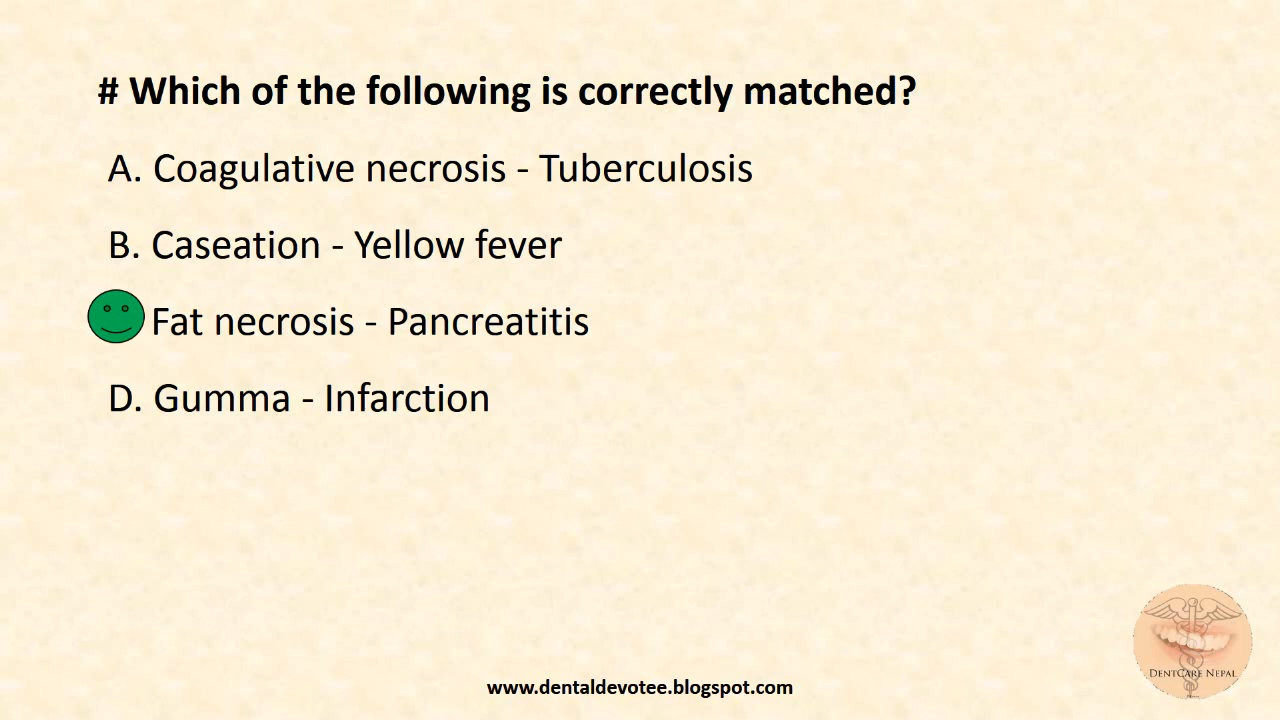 # Which of the following is correctly matched?
A. Coagulative necrosis - Tuberculosis
B. Caseation - Yellow fever
Fat necrosis - Pancreatitis
D. Gumma - Infarction
DENTCARE NEPAL
www.dentaldevotee.blogspot.com